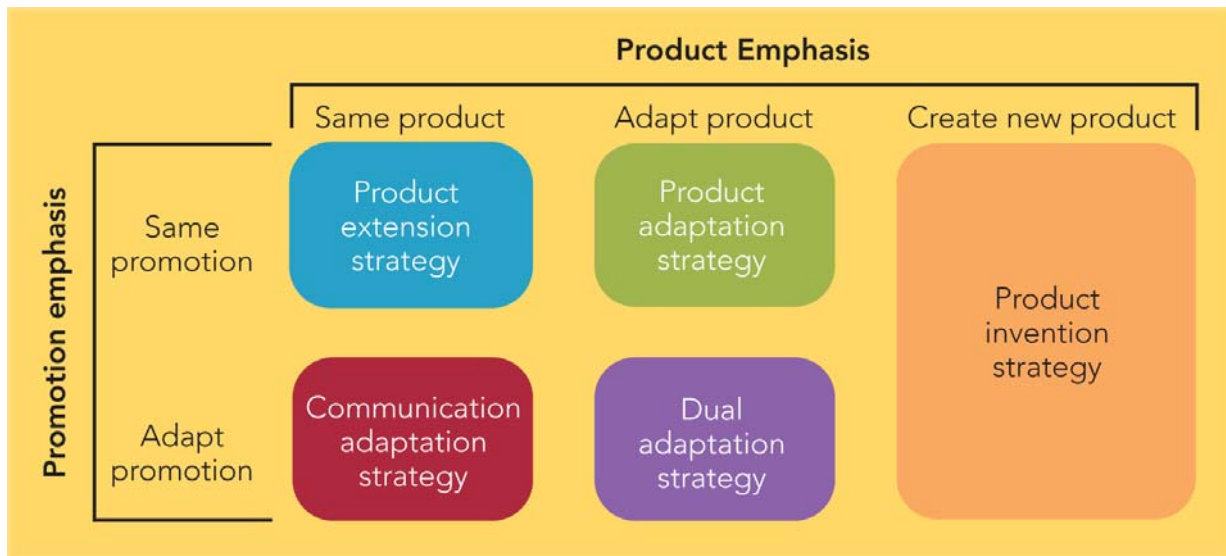 Product Emphasis
Same product
Adapt product
Create new product
Promotion emphasis
Same
promotion
Product
extension
strategy
Product
adaptation
strategy
Product
invention
strategy
Adapt
promotion
Communication
adaptation
strategy
Dual
adaptation
strategy